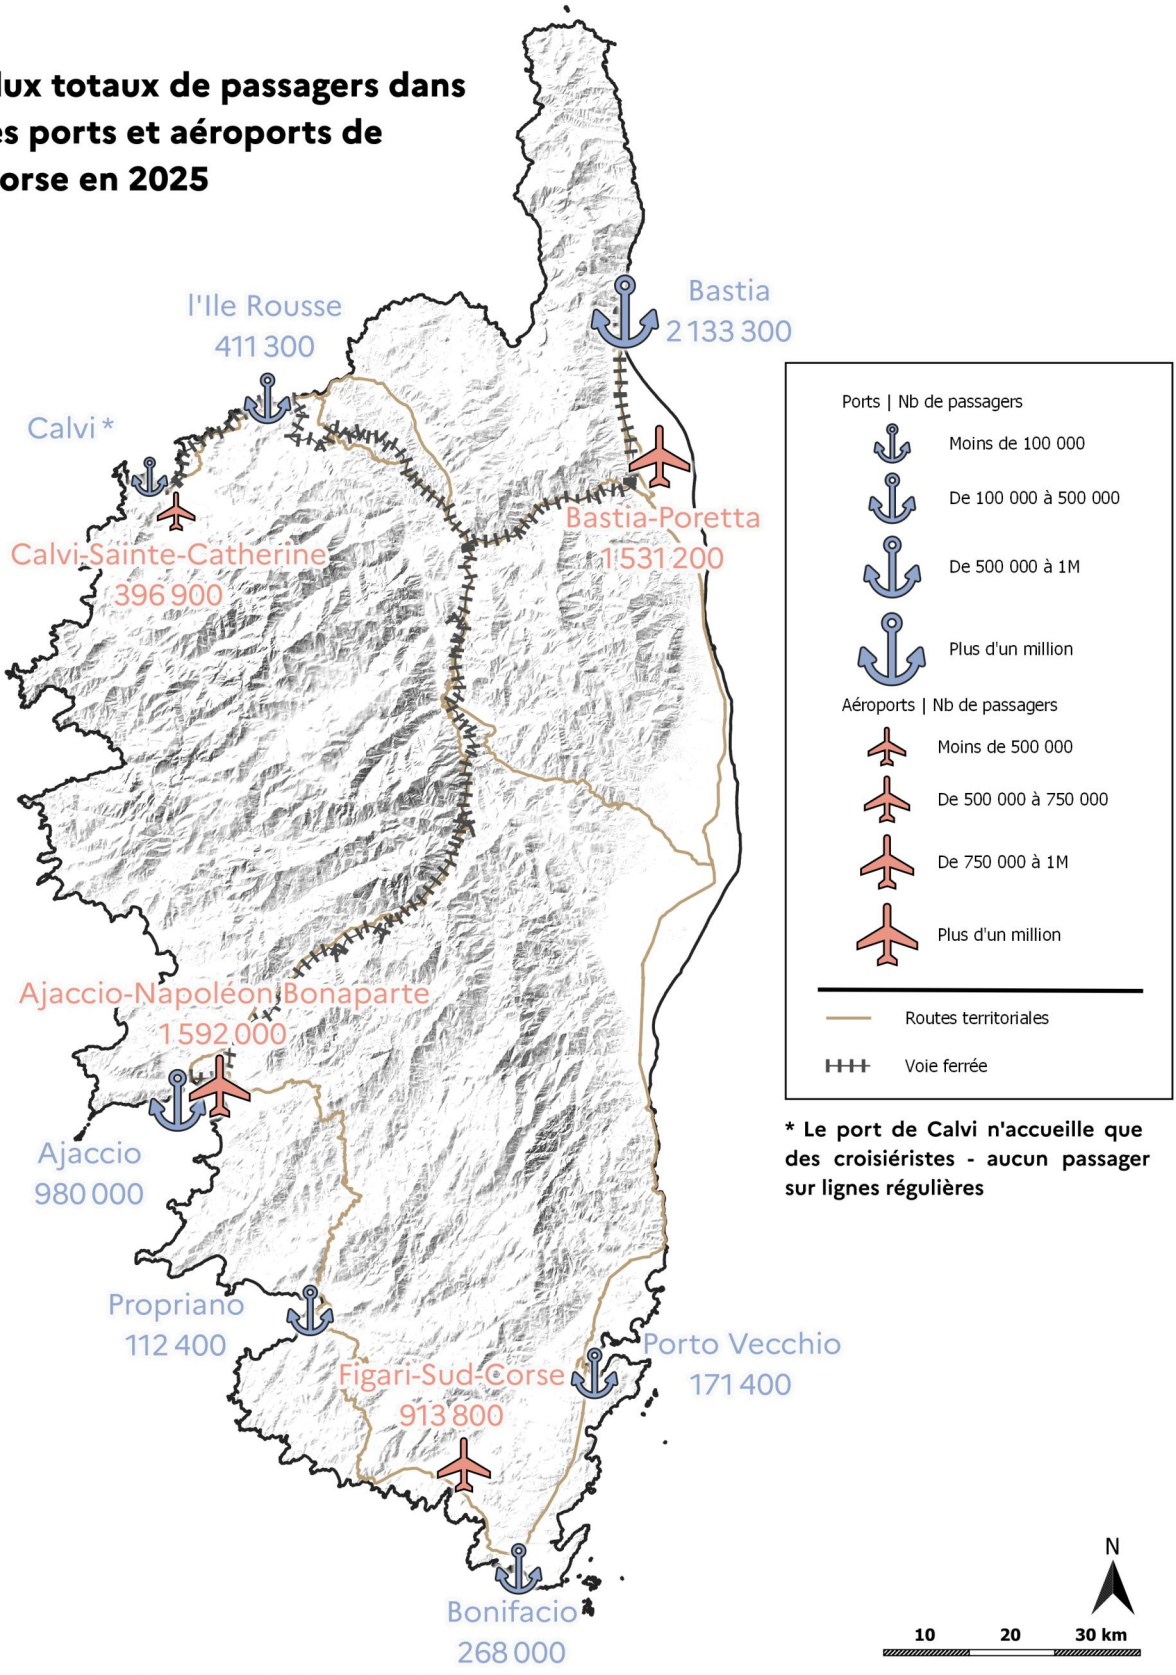 lux totaux de passagers dans
es ports et aéroports de
orse en 2025
l'Ile Rousse
411 300
Bastia
2 133 300
Calvi *
Calvi-Sainte-Catherine
396 900
Bastia-Poretta
1 531 200
Ports | Nb de passagers
Moins de 100 000
De 100 000 à 500 000
De 500 000 à 1M
Plus d'un million
Aéroports | Nb de passagers
Moins de 500 000
De 500 000 à 750 000
De 750 000 à 1M
Plus d'un million
Routes territoriales
Voie ferrée
* Le port de Calvi n'accueille que
des croisiéristes - aucun passager
sur lignes régulières
Ajaccio-Napoléon Bonaparte
1 592 000
Ajaccio
980 000
Propriano
112 400
Figari-Sud-Corse
913 800
Porto Vecchio
171 400
Bonifacio
268 000
N
10 20 30 km